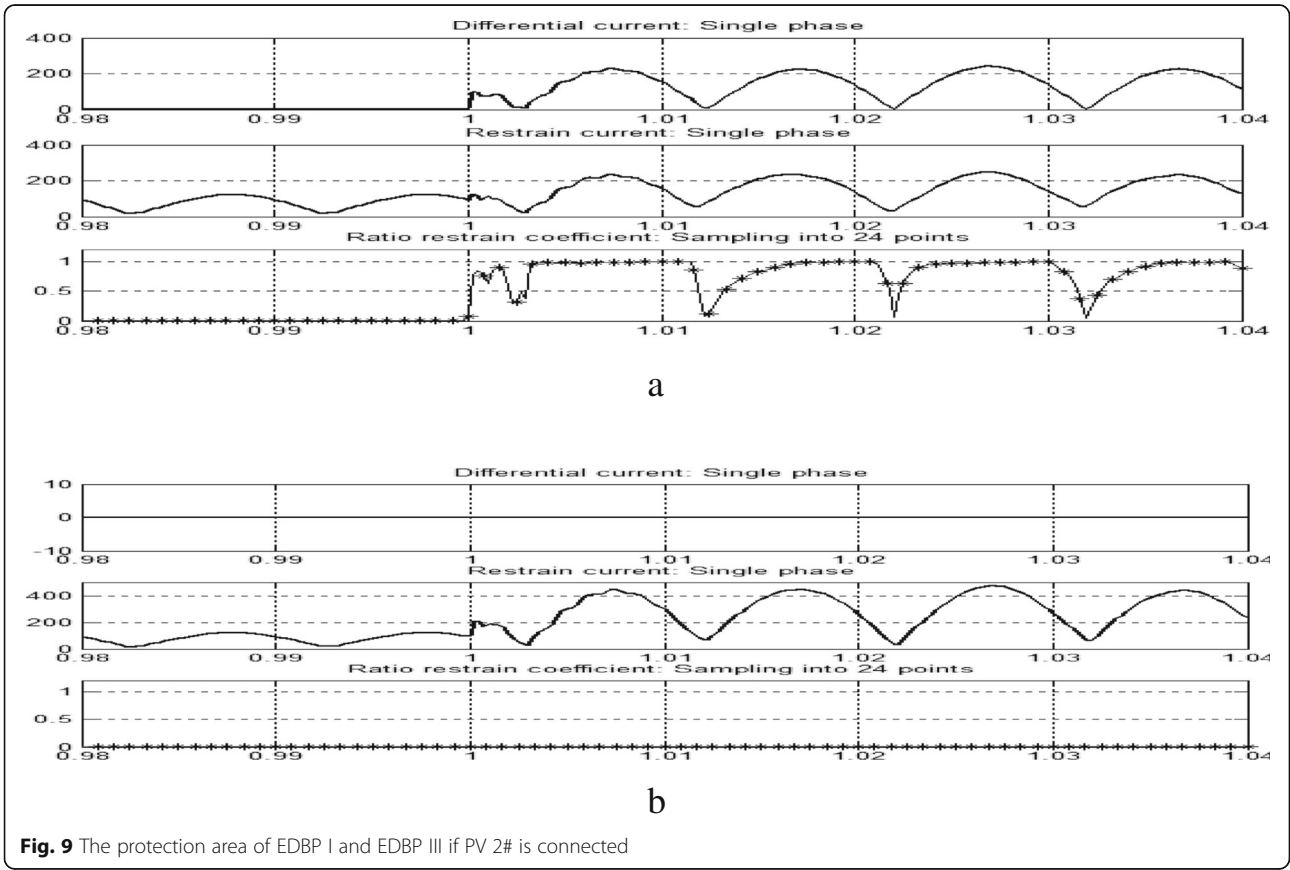 Differential current: Single phase
400
200
0
0.98 0.99 1 1.01 1.02 1.03 1.04
Restrain current: Single phase
400
200
0
0.98 0.99 1 1.01 1.02 1.03 1.04
Ratio restrain coefficient: Sampling into 24 points
1
0.5
0
0.98 0.99 1 1.01 1.02 1.03 1.04
a
Differential current: Single phase
10
0
-10
0.98 0.99 1 1.01 1.02 1.03 1.04
Restrain current: Single phase
400
200
0
0.98 0.99 1 1.01 1.02 1.03 1.04
Ratio restrain coefficient: Sampling into 24 points
1
0.5
0
0.98 0.99 1 1.01 1.02 1.03 1.04
b
Fig. 9 The protection area of EDBP I and EDBP III if PV 2# is connected